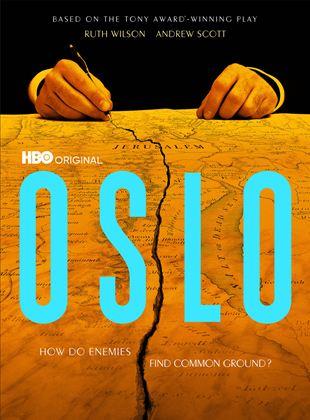 BASED ON THE TONY AWARD®-WINNING PLAY
RUTH WILSON ANDREW SCOTT
JERUSALEM
HBO ORIGINAL
OSLO
HOW DO ENEMIES
FIND COMMON GROUND?